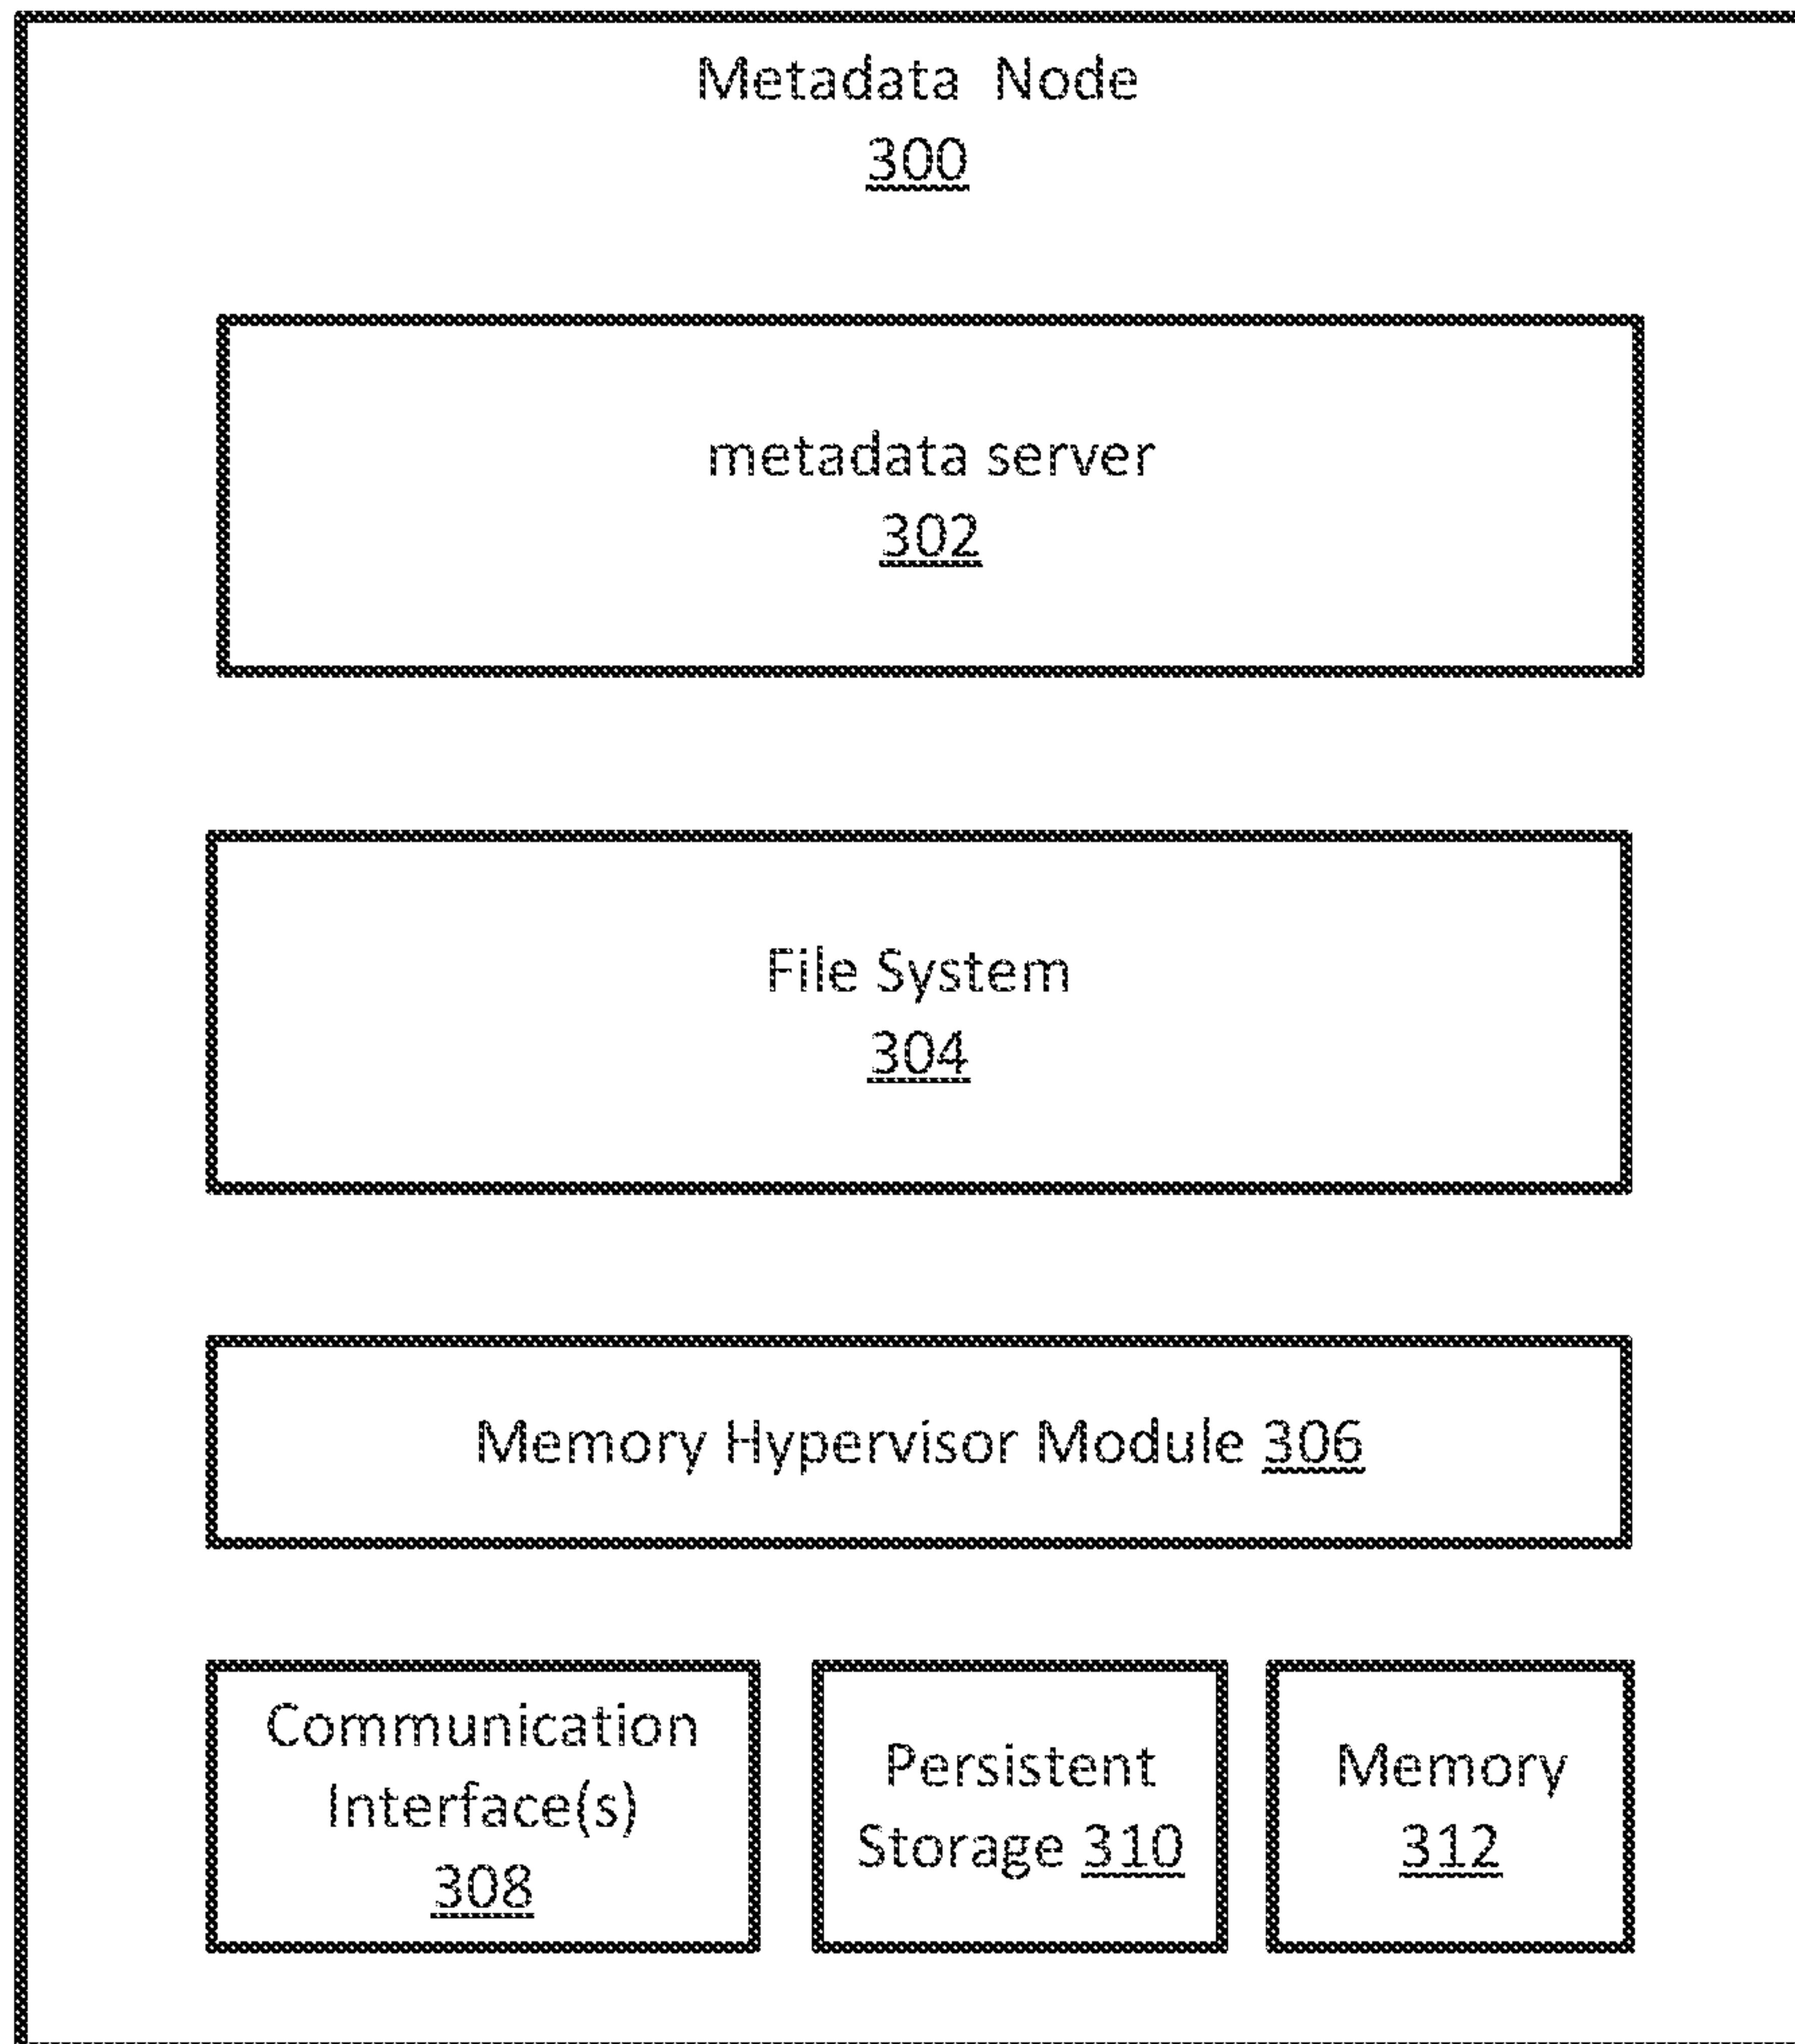 Metadata Node
300
metadata server
302
File System
304
Memory Hypervisor Module 306
Communication
Interface(s)
308
Persistent
Storage 310
Memory
312